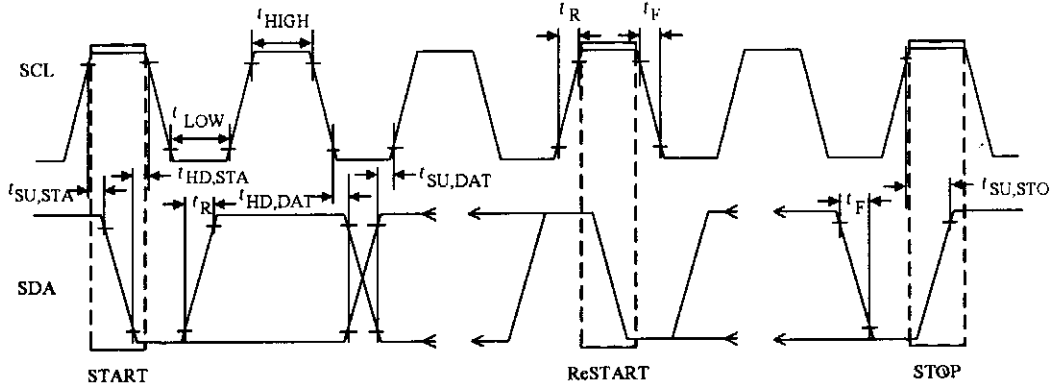 tHIGH
tR
tF
SCL
tLOW
tHD,STA
tSU,STA
tR
tHD,DAT
tSU,DAT
tF
tSU,STO
SDA
START
ReSTART
STOP